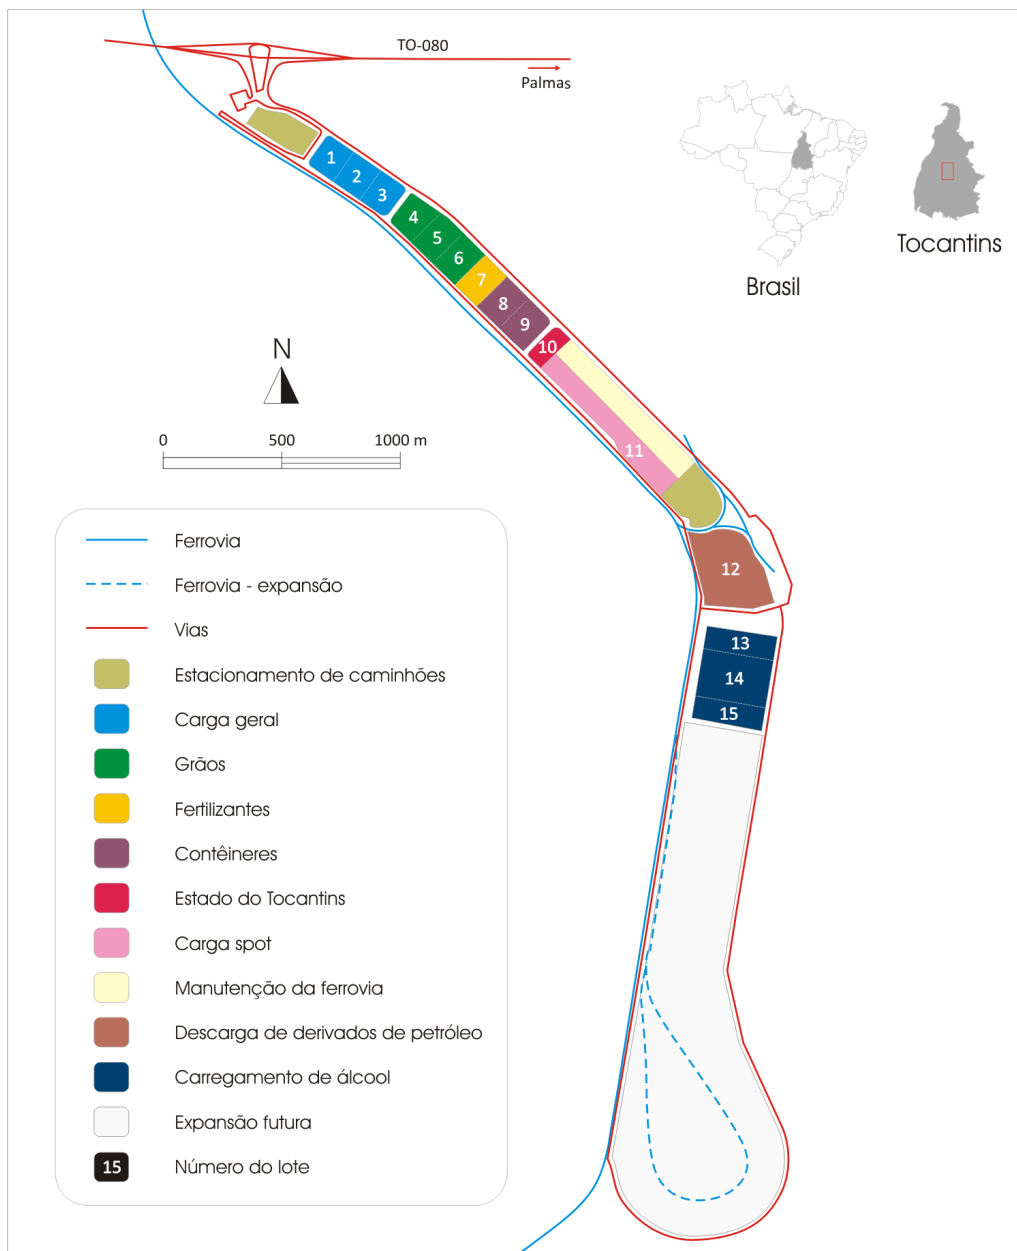 TO-080
Palmas
Brasil
Tocantins
1
2
3
4
5
6
7
8
9
10
11
12
13
14
15
N
0 500 1000 m
Ferrovia
Ferrovia - expansão
Vias
Estacionamento de caminhões
Carga geral
Grãos
Fertilizantes
Contêineres
Estado do Tocantins
Carga spot
Manutenção da ferrovia
Descarga de derivados de petróleo
Carregamento de álcool
Expansão futura
15 Número do lote